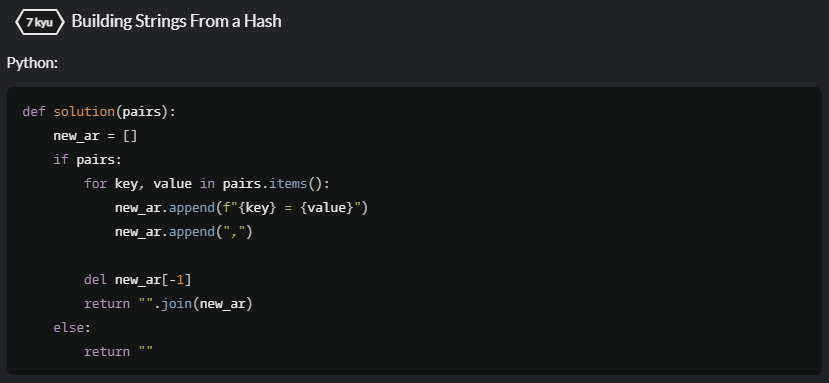 7 kyu Building Strings From a Hash
Python:
def solution(pairs):
    new_ar = []
    if pairs:
        for key, value in pairs.items():
            new_ar.append(f"{key} = {value}")
            new_ar.append(",")

        del new_ar[-1]
        return "".join(new_ar)
    else:
        return ""